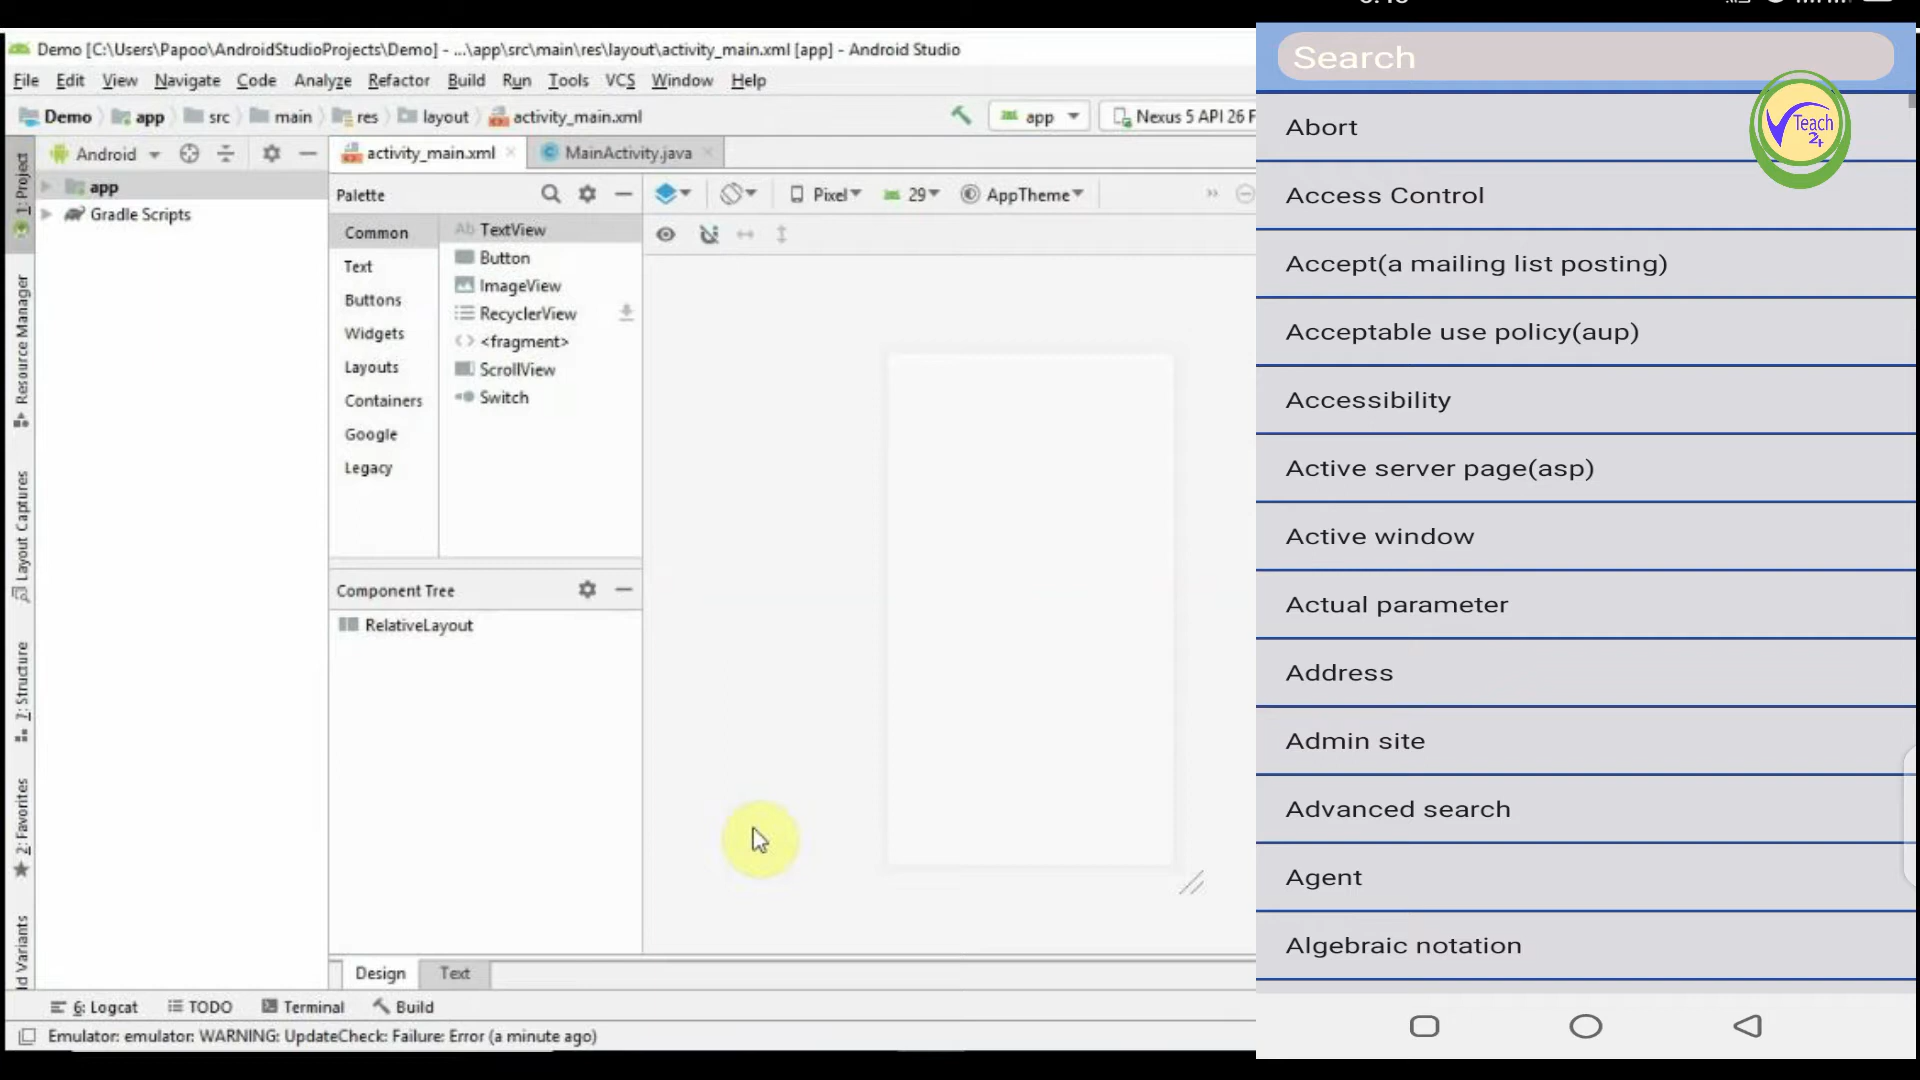 Demo [C:\Users\Papoo\AndroidStudioProjects\Demo] - ...\app\src\main\res\layout\activity_main.xml [app] - Android Studio
File Edit View Navigate Code Analyze Refactor Build Run Tools VCS Window Help
Demo app src main res layout activity_main.xml app Nexus 5 API 26 F
1: Project
Resource Manager
Layout Captures
7: Structure
2: Favorites
ld Variants
Android
app
Gradle Scripts
activity_main.xml MainActivity.java
Palette
Common
Text
Buttons
Widgets
Layouts
Containers
Google
Legacy
Ab TextView
Button
ImageView
RecyclerView
<fragment>
ScrollView
Switch
Pixel 29 AppTheme
Component Tree
RelativeLayout
Design Text
6: Logcat TODO Terminal Build
Emulator: emulator: WARNING: UpdateCheck: Failure: Error (a minute ago)
Search
Teach
24
Abort
Access Control
Accept(a mailing list posting)
Acceptable use policy(aup)
Accessibility
Active server page(asp)
Active window
Actual parameter
Address
Admin site
Advanced search
Agent
Algebraic notation